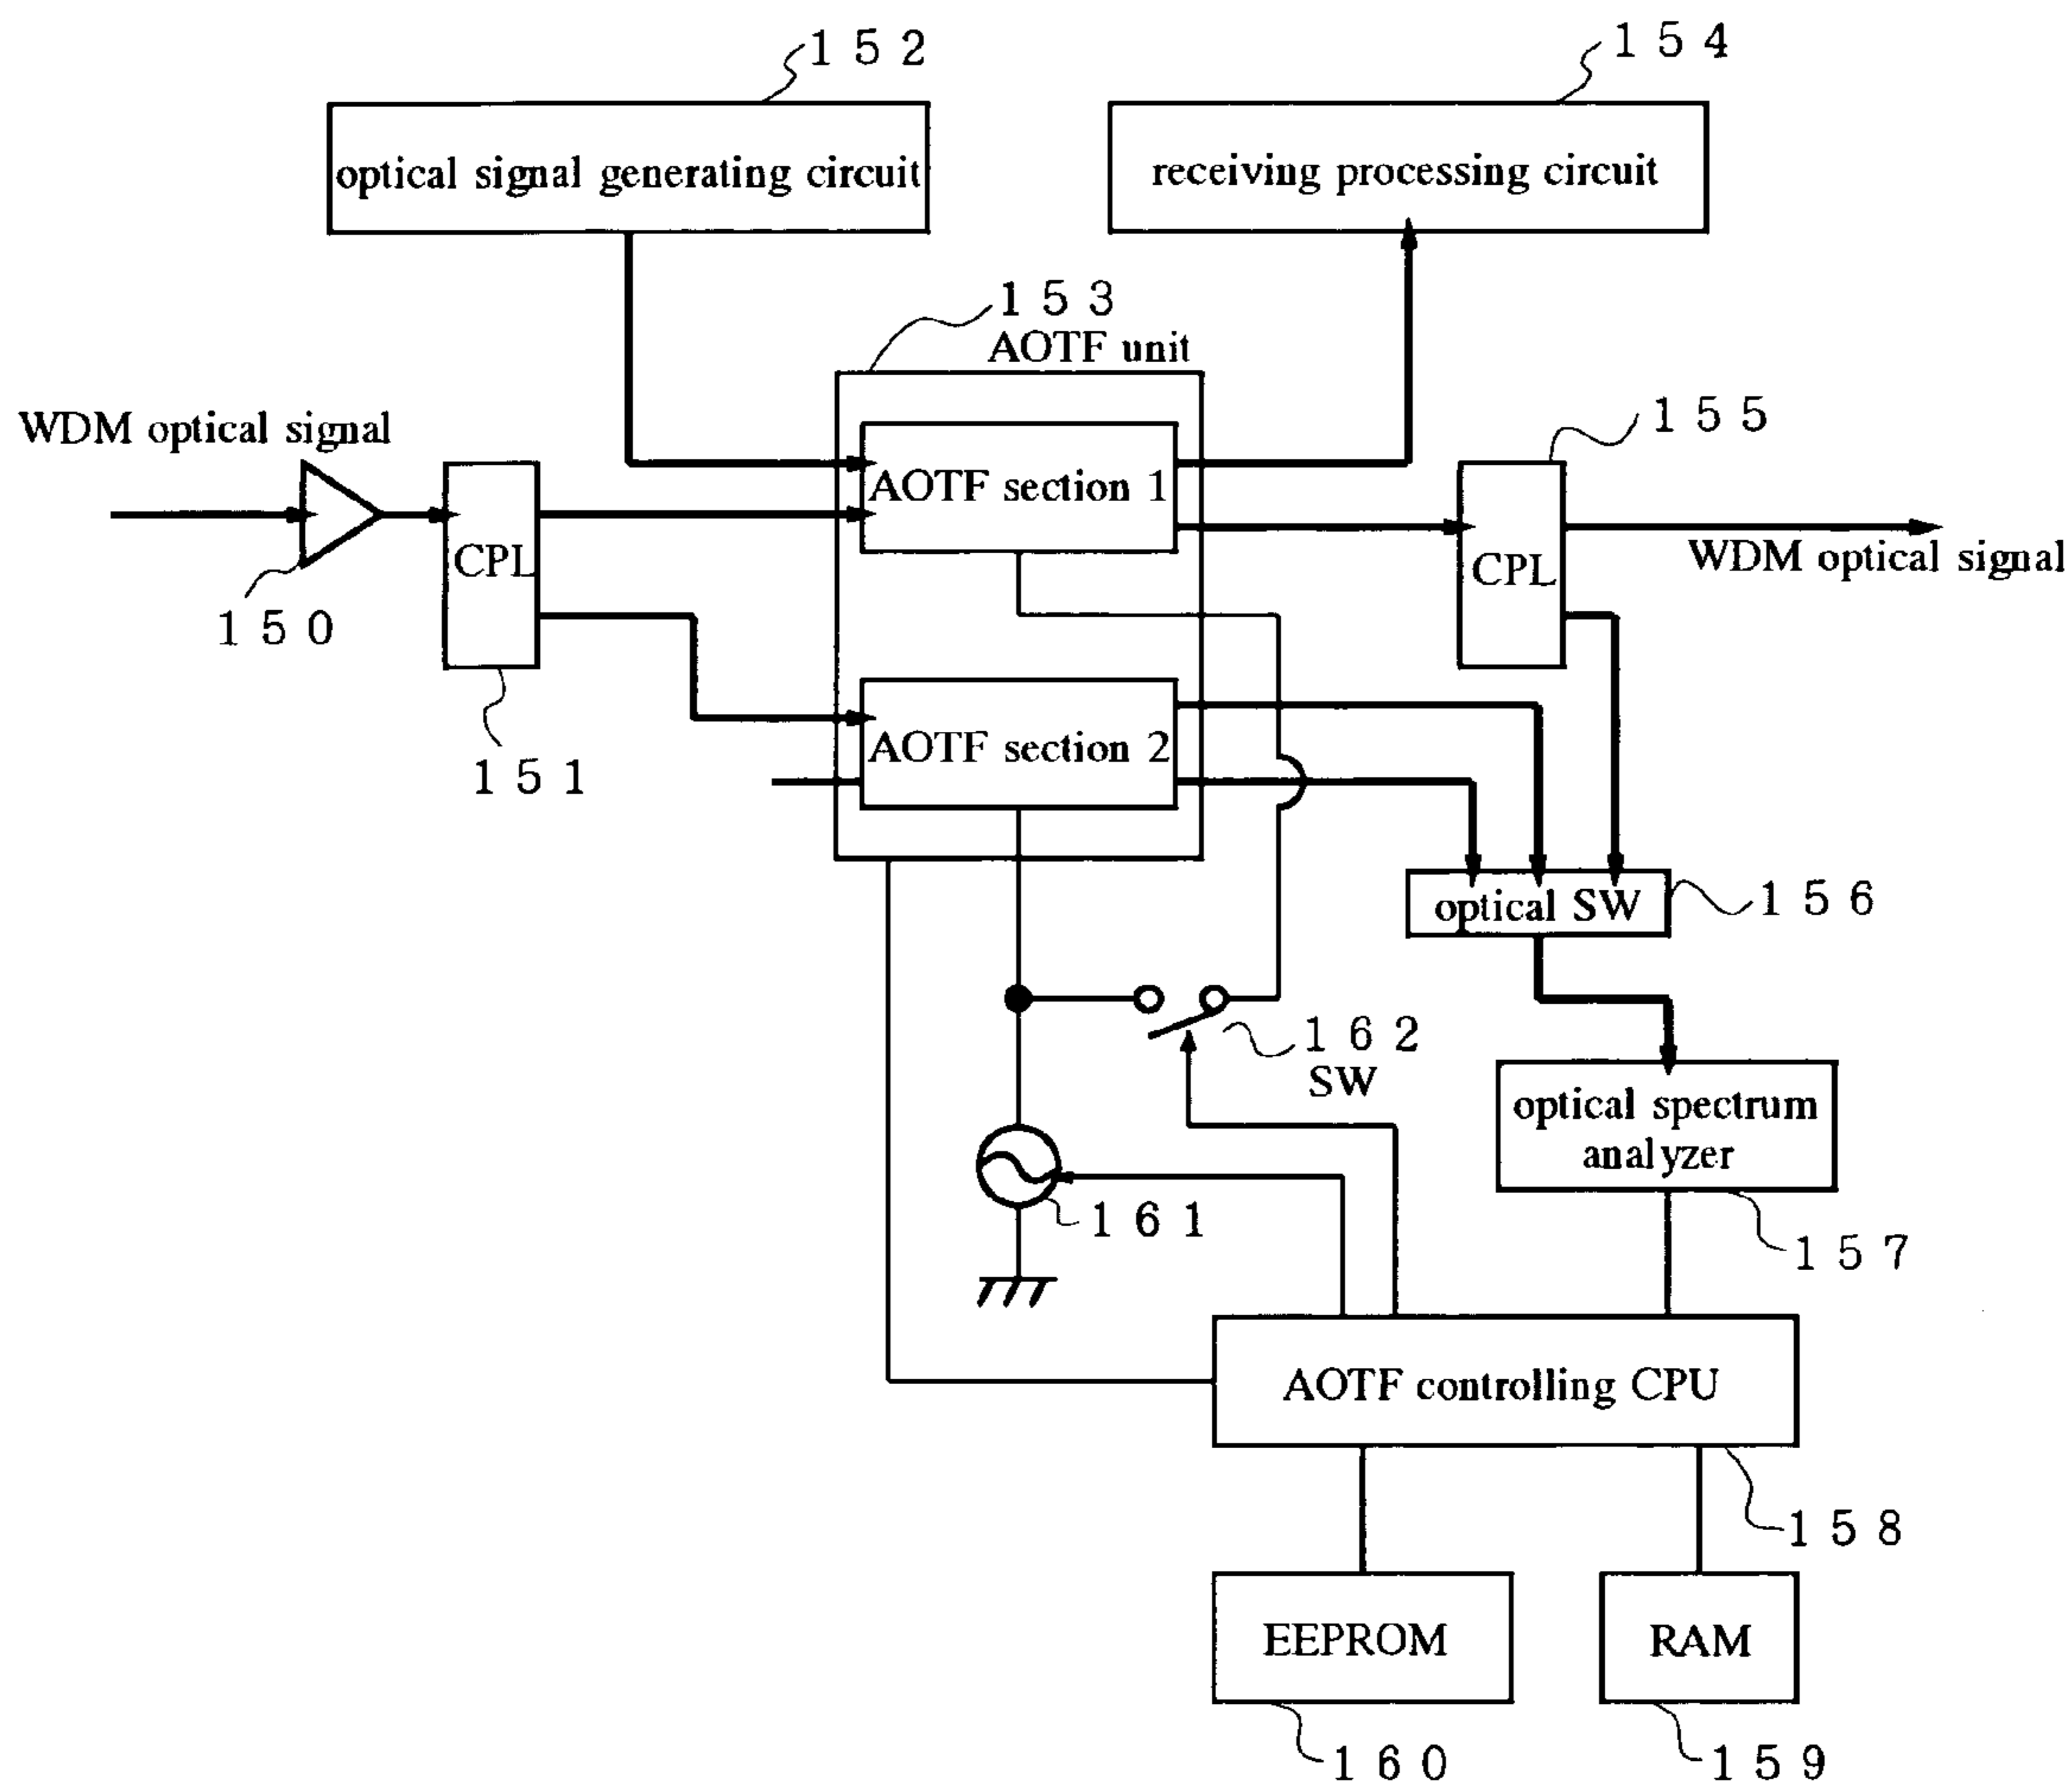 152
154
optical signal generating circuit
receiving processing circuit
153
AOTF unit
WDM optical signal
155
AOTF section 1
CPL
CPL
WDM optical signal
150
AOTF section 2
151
optical SW
156
162
SW
optical spectrum
analyzer
161
157
AOTF controlling CPU
158
EEPROM
RAM
160
159